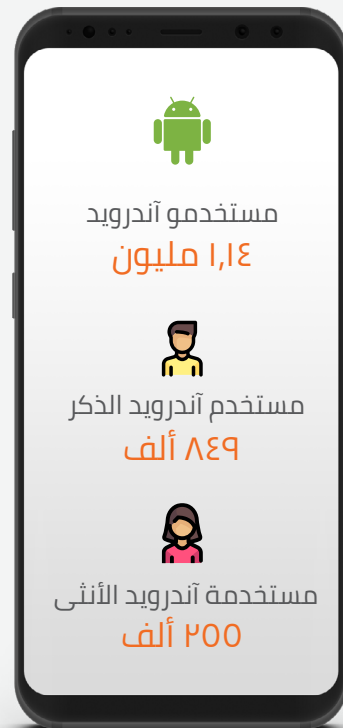 مستخدمو آندرويد
١,١٤ مليون
مستخدم آندرويد الذكر
٨٤٩ ألف
مستخدمة آندرويد الأنثى
٢٥٥ ألف